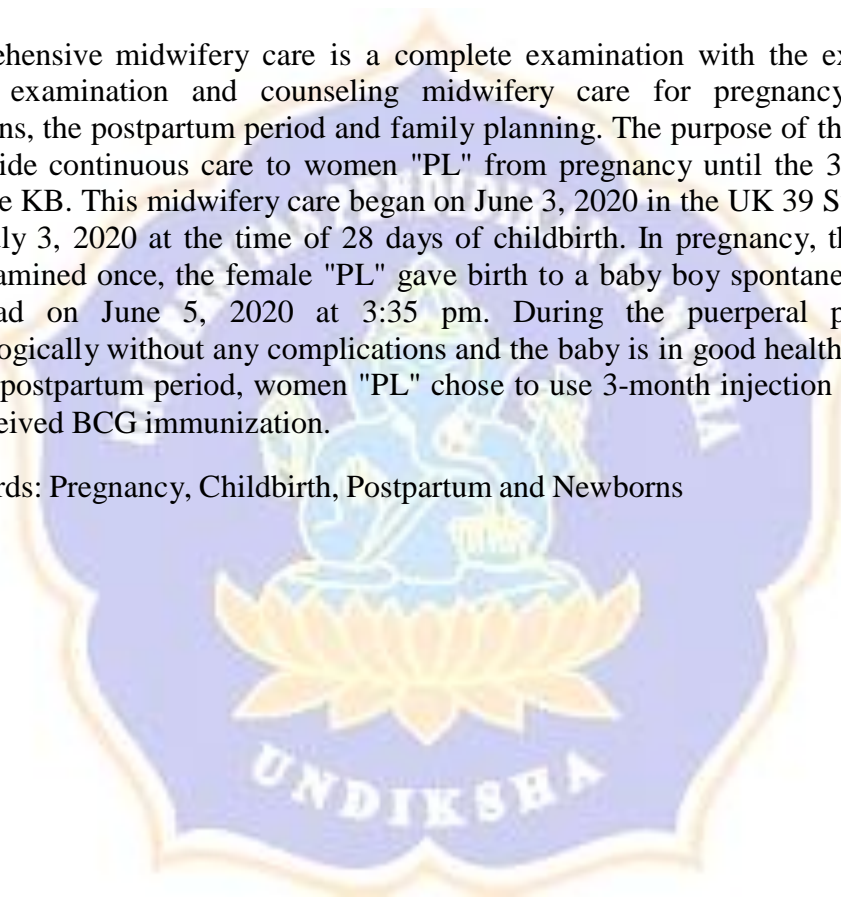 ehensive midwifery care is a complete examination with the ex
examination and counseling midwifery care for pregnancy
ns, the postpartum period and family planning. The purpose of th
ide continuous care to women "PL" from pregnancy until the 3
e KB. This midwifery care began on June 3, 2020 in the UK 39 S
uly 3, 2020 at the time of 28 days of childbirth. In pregnancy, th
amined once, the female "PL" gave birth to a baby boy spontane
ad on June 5, 2020 at 3:35 pm. During the puerperal p
logically without any complications and the baby is in good health
postpartum period, women "PL" chose to use 3-month injection
eived BCG immunization.
rds: Pregnancy, Childbirth, Postpartum and Newborns
UNDIKSHA